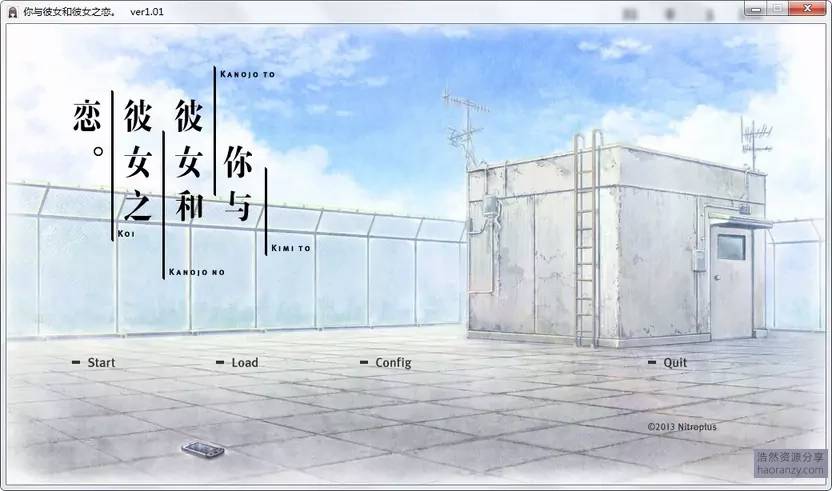 你与彼女和彼女之恋。 ver1.01
KANOJO TO
你与
KIMI TO
彼女和
KANOJO NO
彼女之
KOI
恋。
Start
Load
Config
Quit
©2013 Nitroplus
浩然资源分享
haoranzy.com